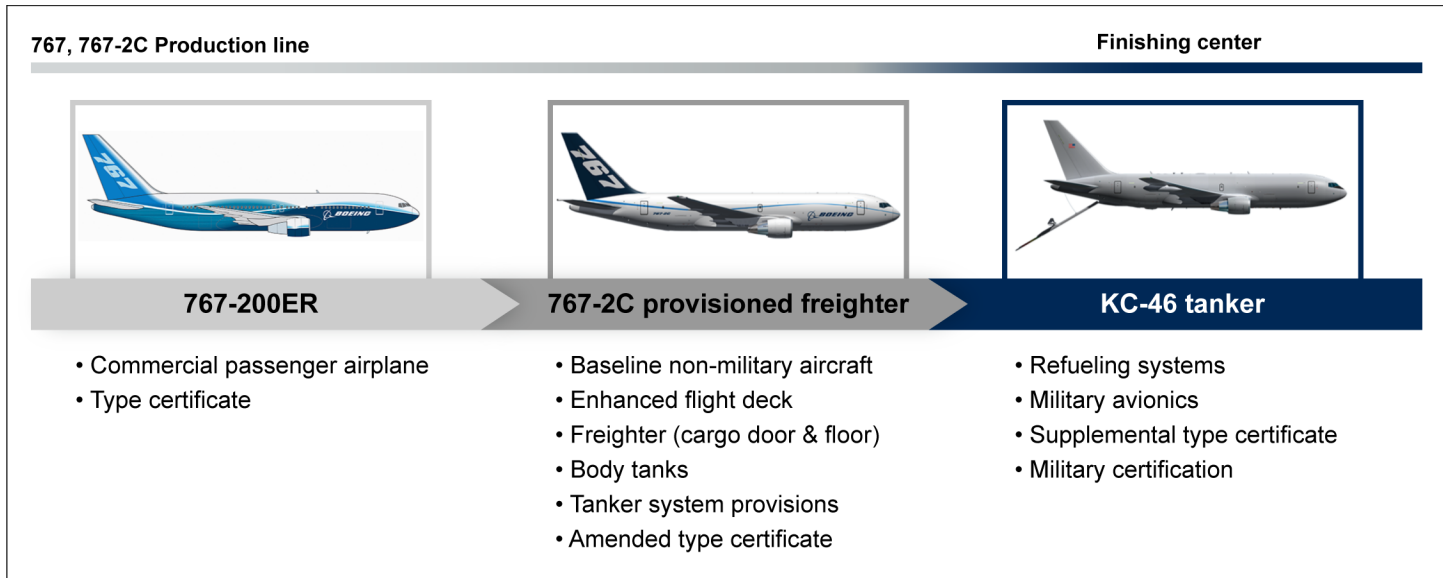 767, 767-2C Production line
Finishing center
767
BOEING
767
767-2C
BOEING
767-200ER
767-2C provisioned freighter
KC-46 tanker
• Commercial passenger airplane
• Type certificate
• Baseline non-military aircraft
• Enhanced flight deck
• Freighter (cargo door & floor)
• Body tanks
• Tanker system provisions
• Amended type certificate
• Refueling systems
• Military avionics
• Supplemental type certificate
• Military certification